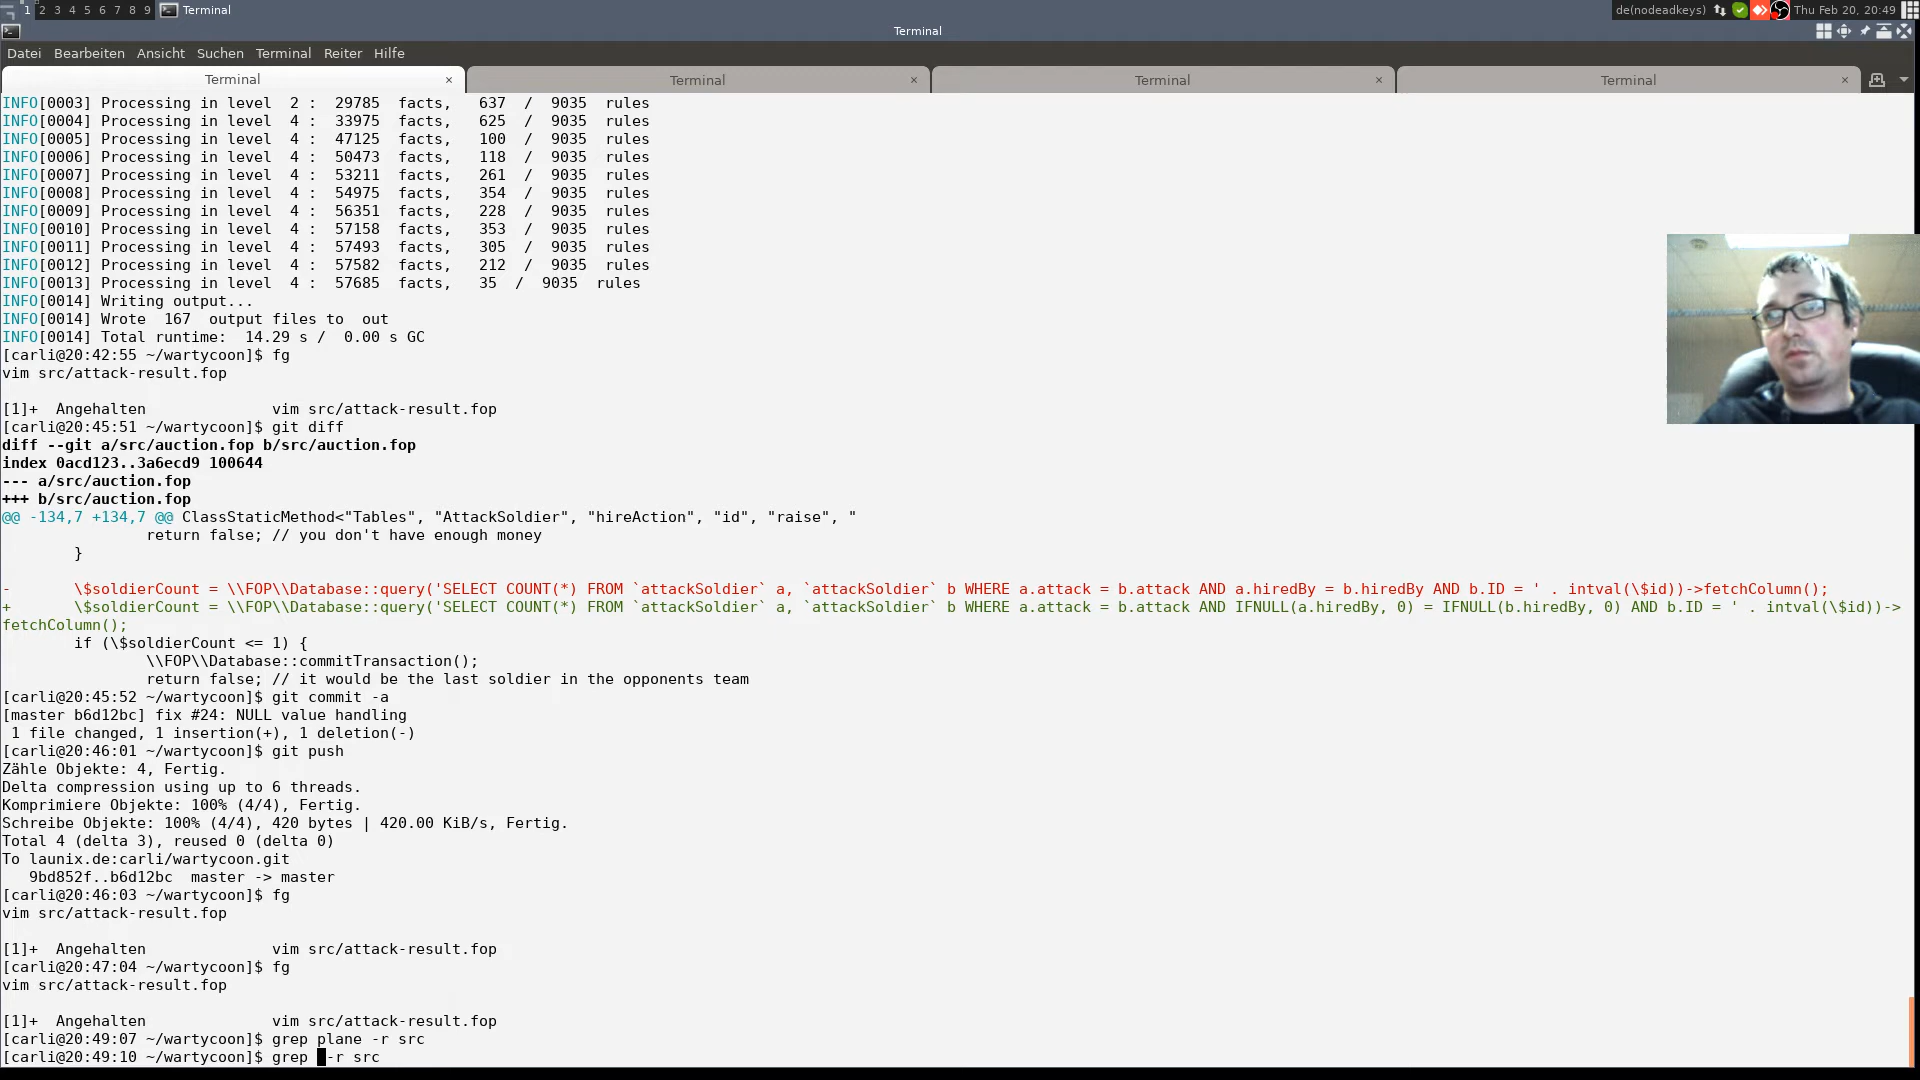 1 2 3 4 5 6 7 8 9 Terminal de(nodeadkeys) Thu Feb 20, 20:49
Terminal
Datei Bearbeiten Ansicht Suchen Terminal Reiter Hilfe
Terminal × Terminal × Terminal × Terminal ×
INFO[0003] Processing in level  2 :  29785  facts,   637  /  9035  rules
INFO[0004] Processing in level  4 :  33975  facts,   625  /  9035  rules
INFO[0005] Processing in level  4 :  47125  facts,   100  /  9035  rules
INFO[0006] Processing in level  4 :  50473  facts,   118  /  9035  rules
INFO[0007] Processing in level  4 :  53211  facts,   261  /  9035  rules
INFO[0008] Processing in level  4 :  54975  facts,   354  /  9035  rules
INFO[0009] Processing in level  4 :  56351  facts,   228  /  9035  rules
INFO[0010] Processing in level  4 :  57158  facts,   353  /  9035  rules
INFO[0011] Processing in level  4 :  57493  facts,   305  /  9035  rules
INFO[0012] Processing in level  4 :  57582  facts,   212  /  9035  rules
INFO[0013] Processing in level  4 :  57685  facts,   35  /  9035  rules
INFO[0014] Writing output...
INFO[0014] Wrote  167  output files to  out
INFO[0014] Total runtime:  14.29 s /  0.00 s GC
[carli@20:42:55 ~/wartycoon]$ fg
vim src/attack-result.fop
[1]+  Angehalten              vim src/attack-result.fop
[carli@20:45:51 ~/wartycoon]$ git diff
diff --git a/src/auction.fop b/src/auction.fop
index 0acd123..3a6ecd9 100644
--- a/src/auction.fop
+++ b/src/auction.fop
@@ -134,7 +134,7 @@ ClassStaticMethod<"Tables", "AttackSoldier", "hireAction", "id", "raise", "
return false; // you don't have enough money
}
-       \$soldierCount = \\FOP\\Database::query('SELECT COUNT(*) FROM `attackSoldier` a, `attackSoldier` b WHERE a.attack = b.attack AND a.hiredBy = b.hiredBy AND b.ID = ' . intval(\$id))->fetchColumn();
+       \$soldierCount = \\FOP\\Database::query('SELECT COUNT(*) FROM `attackSoldier` a, `attackSoldier` b WHERE a.attack = b.attack AND IFNULL(a.hiredBy, 0) = IFNULL(b.hiredBy, 0) AND b.ID = ' . intval(\$id))->
fetchColumn();
if (\$soldierCount <= 1) {
\\FOP\\Database::commitTransaction();
return false; // it would be the last soldier in the opponents team
[carli@20:45:52 ~/wartycoon]$ git commit -a
[master b6d12bc] fix #24: NULL value handling
1 file changed, 1 insertion(+), 1 deletion(-)
[carli@20:46:01 ~/wartycoon]$ git push
Zähle Objekte: 4, Fertig.
Delta compression using up to 6 threads.
Komprimiere Objekte: 100% (4/4), Fertig.
Schreibe Objekte: 100% (4/4), 420 bytes | 420.00 KiB/s, Fertig.
Total 4 (delta 3), reused 0 (delta 0)
To launix.de:carli/wartycoon.git
9bd852f..b6d12bc  master -> master
[carli@20:46:03 ~/wartycoon]$ fg
vim src/attack-result.fop
[1]+  Angehalten              vim src/attack-result.fop
[carli@20:47:04 ~/wartycoon]$ fg
vim src/attack-result.fop
[1]+  Angehalten              vim src/attack-result.fop
[carli@20:49:07 ~/wartycoon]$ grep plane -r src
[carli@20:49:10 ~/wartycoon]$ grep -r src